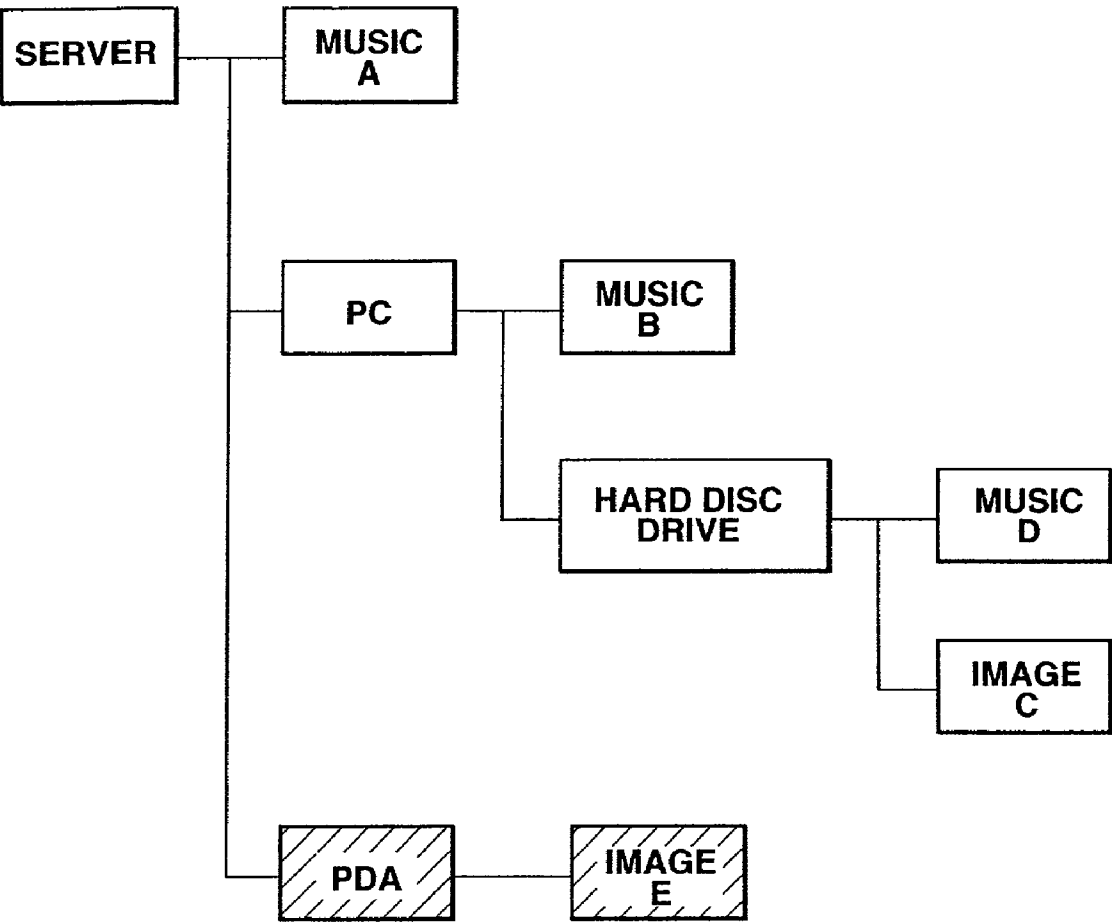 SERVER
MUSIC
A
PC
MUSIC
B
HARD DISC
DRIVE
MUSIC
D
IMAGE
C
PDA
IMAGE
E